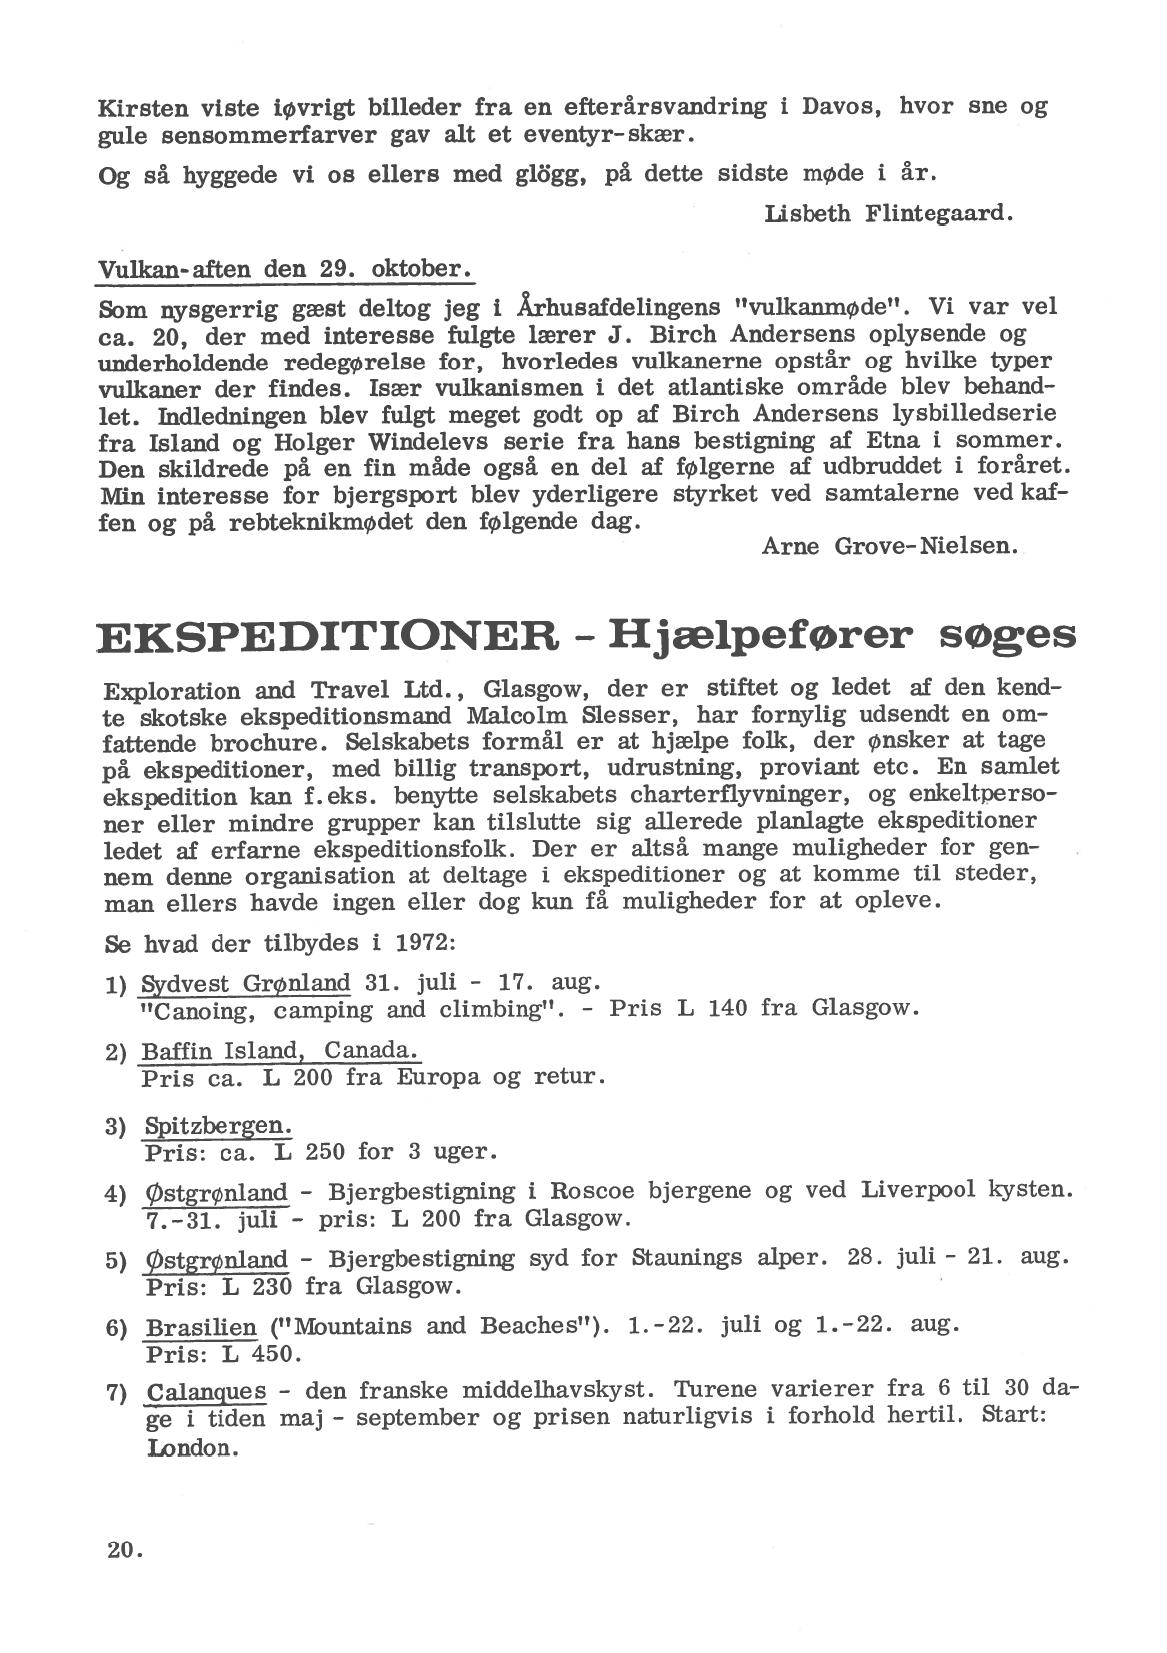 Kirsten viste iøvrigt billeder fra en efterårsvandring i Davos, hvor sne og
gule sensommerfarver gav alt et eventyr-skær.
Og så hyggede vi os ellers med glögg, på dette sidste møde i år.
Lisbeth Flintegaard.
Vulkan-aften den 29. oktober.
Som nysgerrig gæst deltog jeg i Århusafdelingens "vulkanmøde". Vi var vel
ca. 20, der med interesse fulgte lærer J. Birch Andersens oplysende og
underholdende redegørelse for, hvorledes vulkanerne opstår og hvilke typer
vulkaner der findes. Især vulkanismen i det atlantiske område blev behand-
let. Indledningen blev fulgt meget godt op af Birch Andersens lysbilledserie
fra Island og Holger Windelevs serie fra hans bestigning af Etna i sommer.
Den skildrede på en fin måde også en del af følgerne af udbruddet i foråret.
Min interesse for bjergsport blev yderligere styrket ved samtalerne ved kaf-
fen og på rebteknikmødet den følgende dag.
Arne Grove-Nielsen.
EKSPEDITIONER - Hjælpefører søges
Exploration and Travel Ltd., Glasgow, der er stiftet og ledet af den kend-
te skotske ekspeditionsmand Malcolm Slesser, har fornylig udsendt en om-
fattende brochure. Selskabets formål er at hjælpe folk, der ønsker at tage
på ekspeditioner, med billig transport, udrustning, proviant etc. En samlet
ekspedition kan f.eks. benytte selskabets charterflyvninger, og enkeltperso-
ner eller mindre grupper kan tilslutte sig allerede planlagte ekspeditioner
ledet af erfarne ekspeditionsfolk. Der er altså mange muligheder for gen-
nem denne organisation at deltage i ekspeditioner og at komme til steder,
man ellers havde ingen eller dog kun få muligheder for at opleve.
Se hvad der tilbydes i 1972:
1) Sydvest Grønland 31. juli - 17. aug.
"Canoing, camping and climbing". - Pris L 140 fra Glasgow.
2) Baffin Island, Canada.
Pris ca. L 200 fra Europa og retur.
3) Spitzbergen.
Pris: ca. L 250 for 3 uger.
4) Østgrønland - Bjergbestigning i Roscoe bjergene og ved Liverpool kysten.
7.-31. juli - pris: L 200 fra Glasgow.
5) Østgrønland - Bjergbestigning syd for Staunings alper. 28. juli - 21. aug.
Pris: L 230 fra Glasgow.
6) Brasilien ("Mountains and Beaches"). 1.-22. juli og 1.-22. aug.
Pris: L 450.
7) Calanques - den franske middelhavskyst. Turene varierer fra 6 til 30 da-
ge i tiden maj - september og prisen naturligvis i forhold hertil. Start:
London.
20.